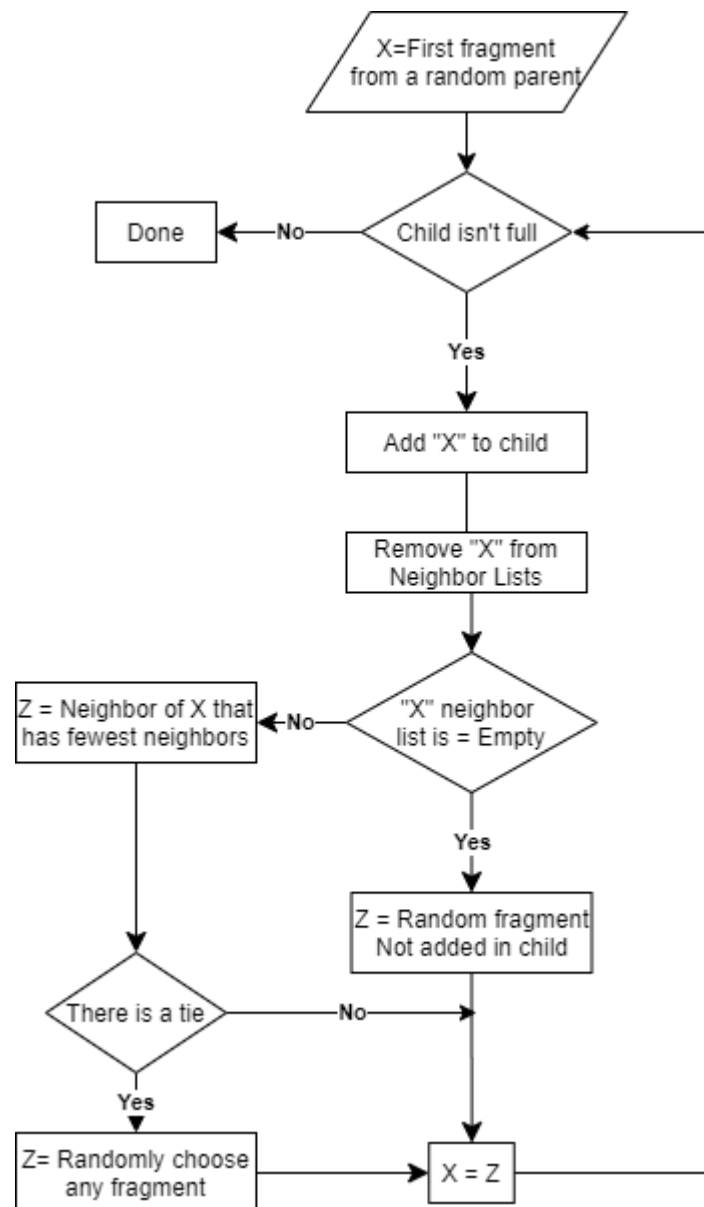 X=First fragment
from a random parent
Done
No
Child isn't full
Yes
Add "X" to child
Remove "X" from
Neighbor Lists
Z = Neighbor of X that
has fewest neighbors
No
"X" neighbor
list is = Empty
Yes
Z = Random fragment
Not added in child
There is a tie
No
Yes
Z= Randomly choose
any fragment
X = Z